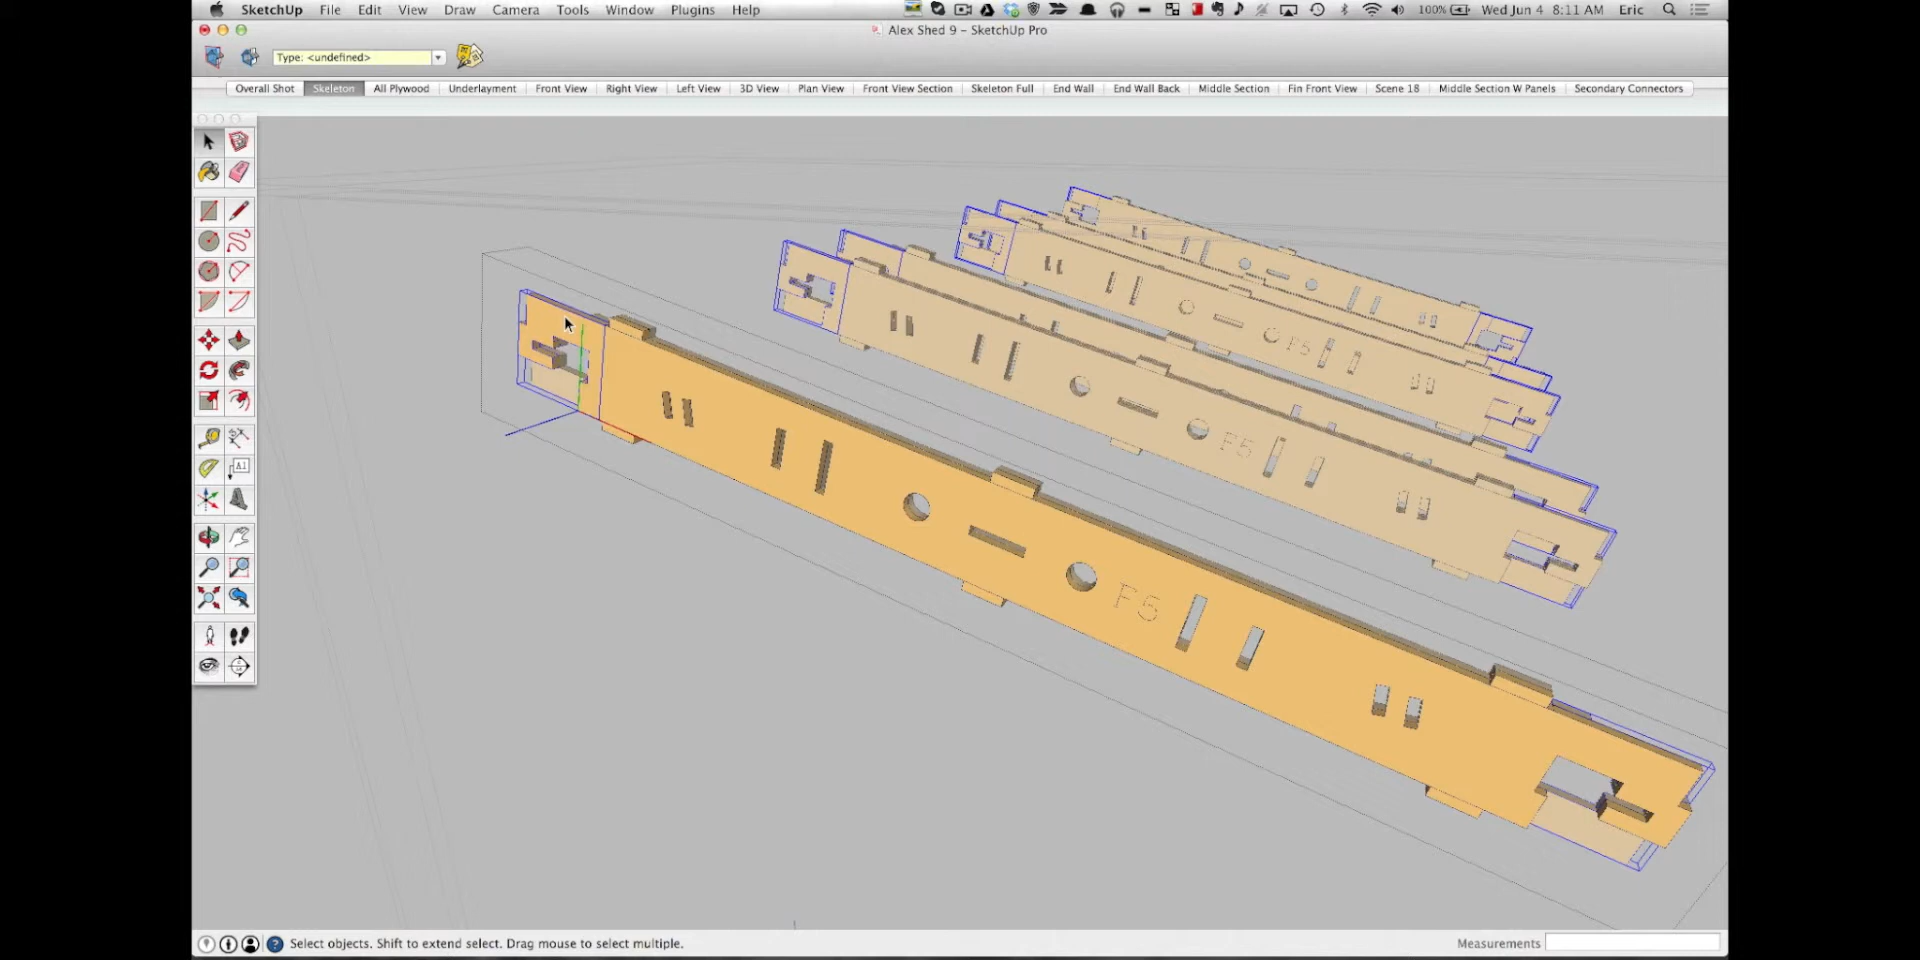 SketchUp File Edit View Draw Camera Tools Window Plugins Help 100% Wed Jun 4 8:11 AM Eric
Alex Shed 9 - SketchUp Pro
Type: <undefined>
Overall Shot Skeleton All Plywood Underlayment Front View Right View Left View 3D View Plan View Front View Section Skeleton Full End Wall End Wall Back Middle Section Fin Front View Scene 18 Middle Section W Panels Secondary Connectors
F5
F5
F5
A1
Select objects. Shift to extend select. Drag mouse to select multiple. Measurements